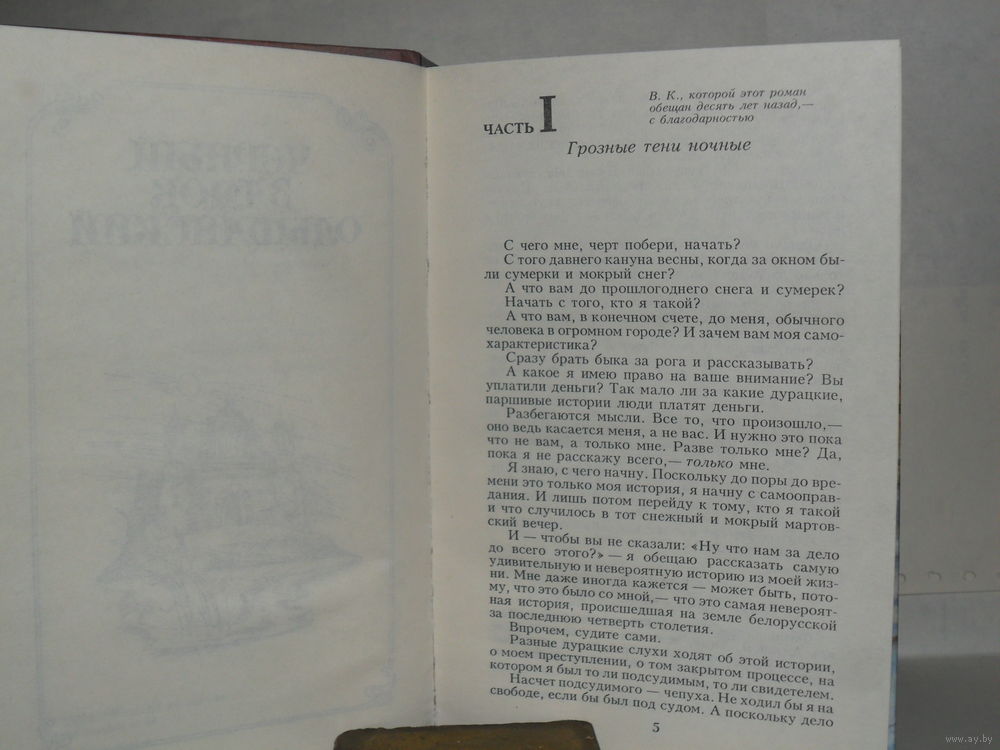 ЧАСТЬ I
В. К., которой этот роман
обещан десять лет назад,—
с благодарностью
Грозные тени ночные
С чего мне, черт побери, начать?
С того давнего кануна весны, когда за окном бы-
ли сумерки и мокрый снег?
А что вам до прошлогоднего снега и сумерек?
Начать с того, кто я такой?
А что вам, в конечном счете, до меня, обычного
человека в огромном городе? И зачем вам моя само-
характеристика?
Сразу брать быка за рога и рассказывать?
А какое я имею право на ваше внимание? Вы
уплатили деньги? Так мало ли за какие дурацкие,
паршивые истории люди платят деньги.
Разбегаются мысли. Все то, что произошло,—
оно ведь касается меня, а не вас. И нужно это пока
что не вам, а только мне. Разве только мне? Да,
пока я не расскажу всего,— только мне.
Я знаю, с чего начну. Поскольку до поры до вре-
мени это только моя история, я начну с самооправ-
дания. И лишь потом перейду к тому, кто я такой
и что случилось в тот снежный и мокрый мартов-
ский вечер.
И — чтобы вы не сказали: «Ну что нам за дело
до всего этого?» — я обещаю рассказать самую
удивительную и невероятную историю из моей жиз-
ни. Мне даже иногда кажется — может быть, пото-
му, что это было со мной,— что это самая невероят-
ная история, происшедшая на земле белорусской
за последнюю четверть столетия.
Впрочем, судите сами.
Разные дурацкие слухи ходят об этой истории,
о моем преступлении, о том закрытом процессе, на
котором я был то ли подсудимым, то ли свидетелем.
Насчет подсудимого — чепуха. Не ходил бы я на
свободе, если бы был под судом. А поскольку дело
5
www.ay.by